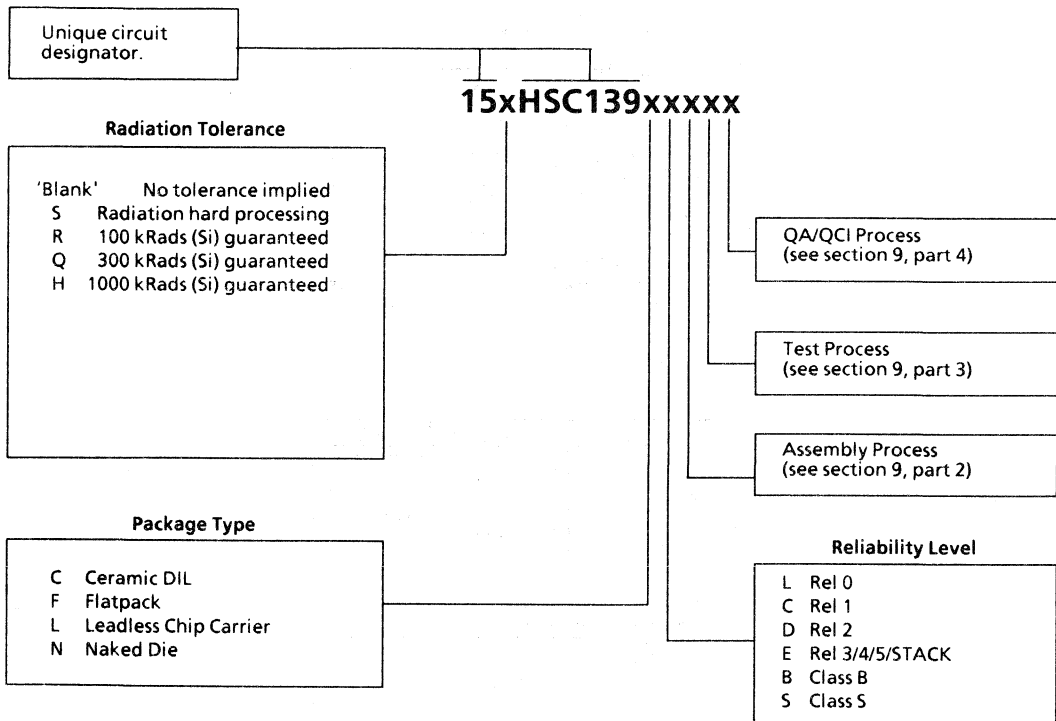 Unique circuit
designator.
15xHSC139xxxxx
Radiation Tolerance
'Blank' No tolerance implied
S Radiation hard processing
R 100 kRads (Si) guaranteed
Q 300 kRads (Si) guaranteed
H 1000 kRads (Si) guaranteed
QA/QCI Process
(see section 9, part 4)
Test Process
(see section 9, part 3)
Assembly Process
(see section 9, part 2)
Package Type
C Ceramic DIL
F Flatpack
L Leadless Chip Carrier
N Naked Die
Reliability Level
L Rel 0
C Rel 1
D Rel 2
E Rel 3/4/5/STACK
B Class B
S Class S